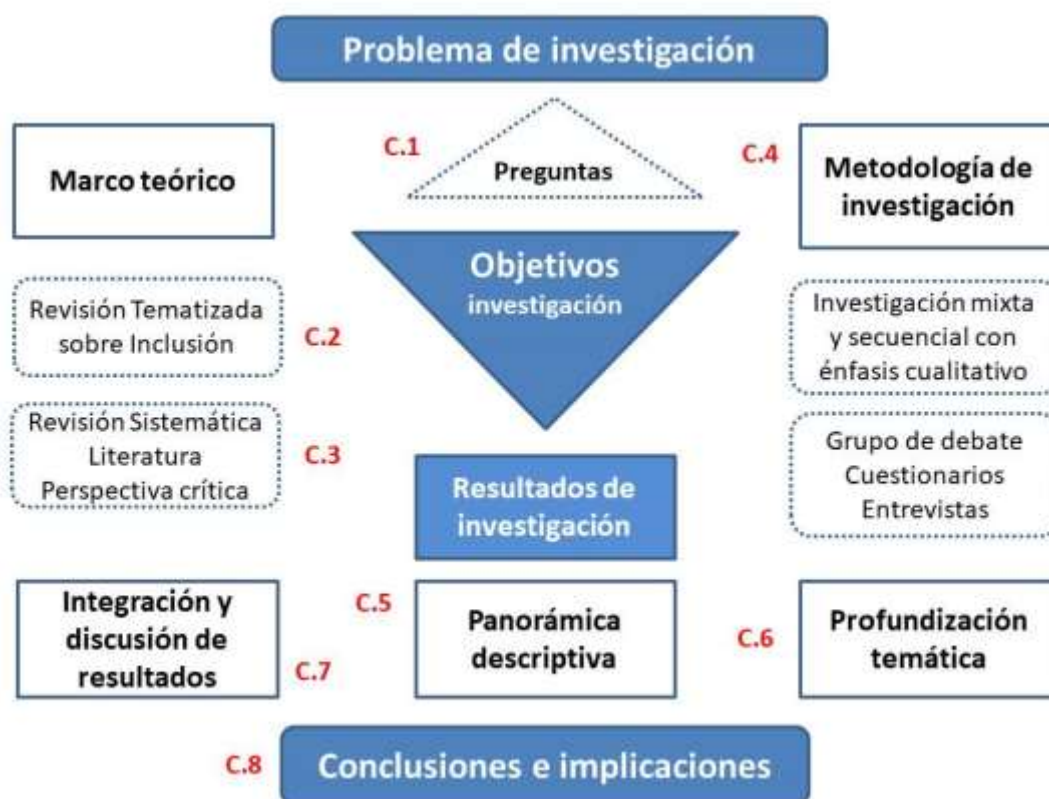 Problema de investigación
C.1
Preguntas
Marco teórico
C.4
Metodología de
investigación
Objetivos
investigación
Revisión Tematizada
sobre Inclusión
C.2
Revisión Sistemática
Literatura
Perspectiva crítica
C.3
Investigación mixta
y secuencial con
énfasis cualitativo
Grupo de debate
Cuestionarios
Entrevistas
Resultados de
investigación
Integración y
discusión de
resultados
C.7
C.5
Panorámica
descriptiva
C.6
Profundización
temática
C.8
Conclusiones e implicaciones